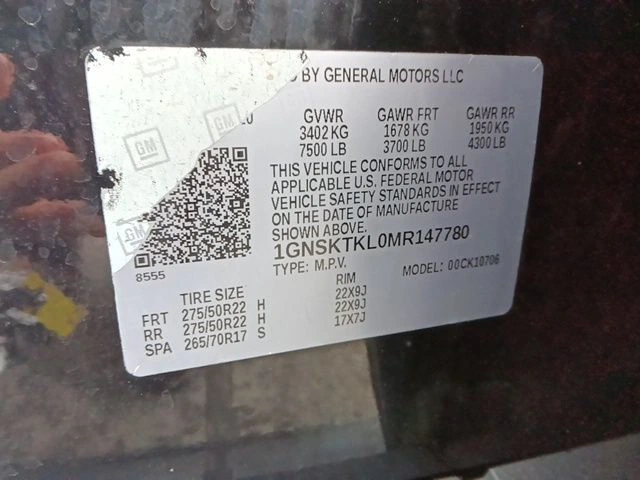 BY GENERAL MOTORS LLC
GVWR GAWR FRT GAWR RR
3402 KG 1678 KG 1950 KG
7500 LB 3700 LB 4300 LB
GM
GM
GM
THIS VEHICLE CONFORMS TO ALL
APPLICABLE U.S. FEDERAL MOTOR
VEHICLE SAFETY STANDARDS IN EFFECT
ON THE DATE OF MANUFACTURE
SHOWN ABOVE.
1GNSKTKL0MR147780
8555
TYPE: M.P.V. MODEL: 00CK10706
TIRE SIZE RIM
FRT 275/50R22 H 22X9J
RR 275/50R22 H 22X9J
SPA 265/70R17 S 17X7J